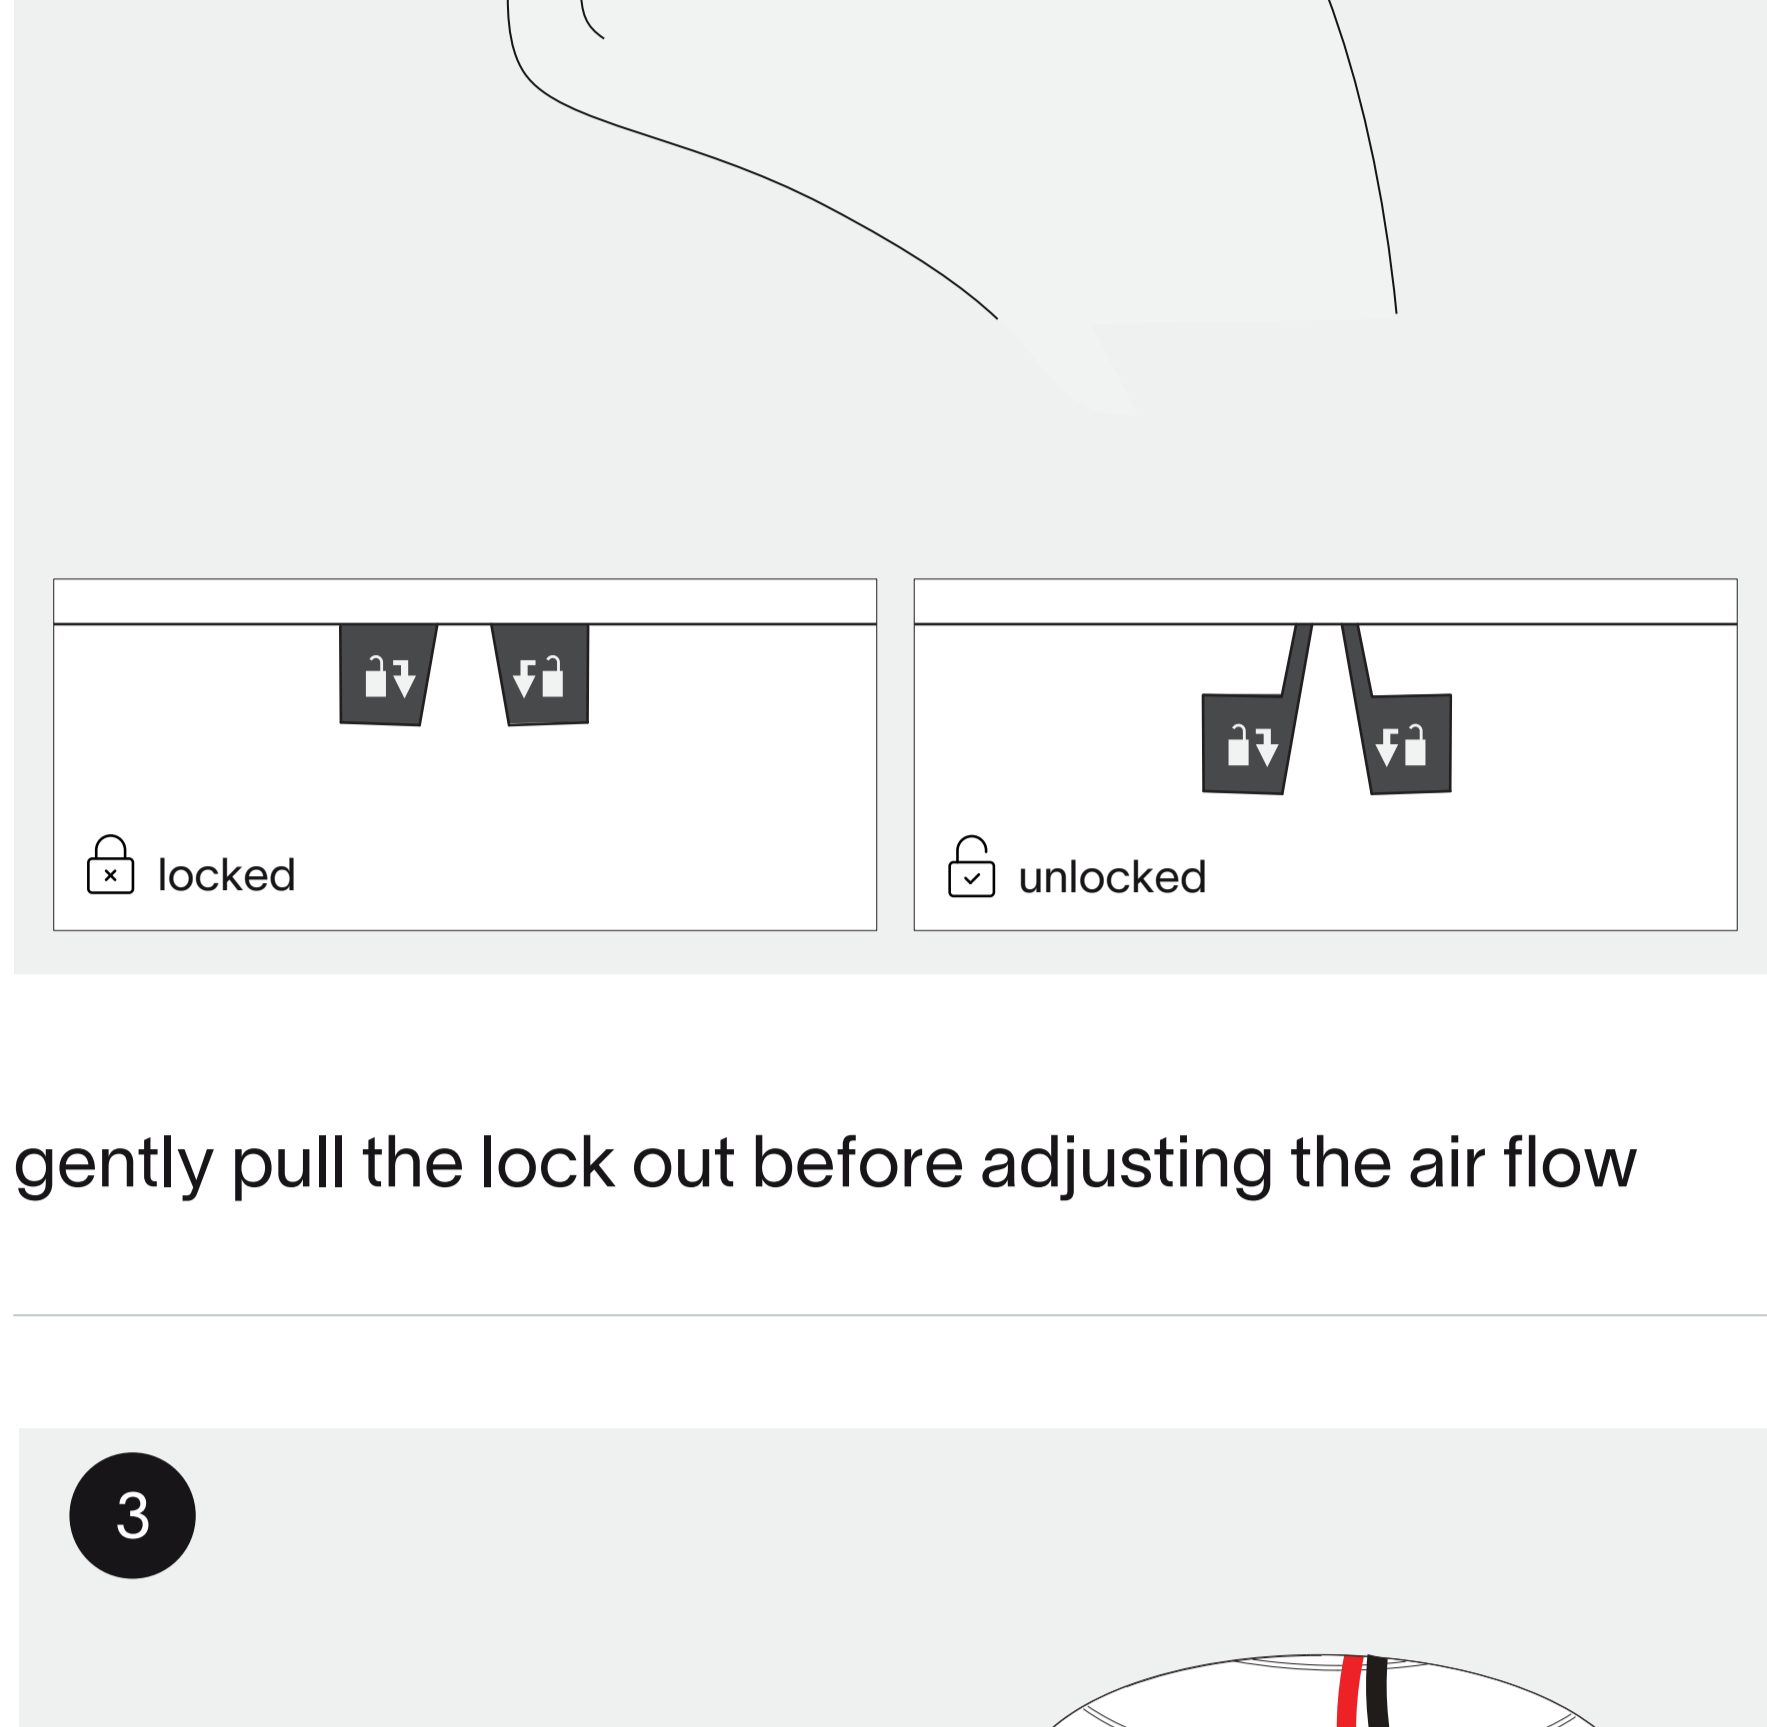 locked
unlocked
gently pull the lock out before adjusting the air flow
3